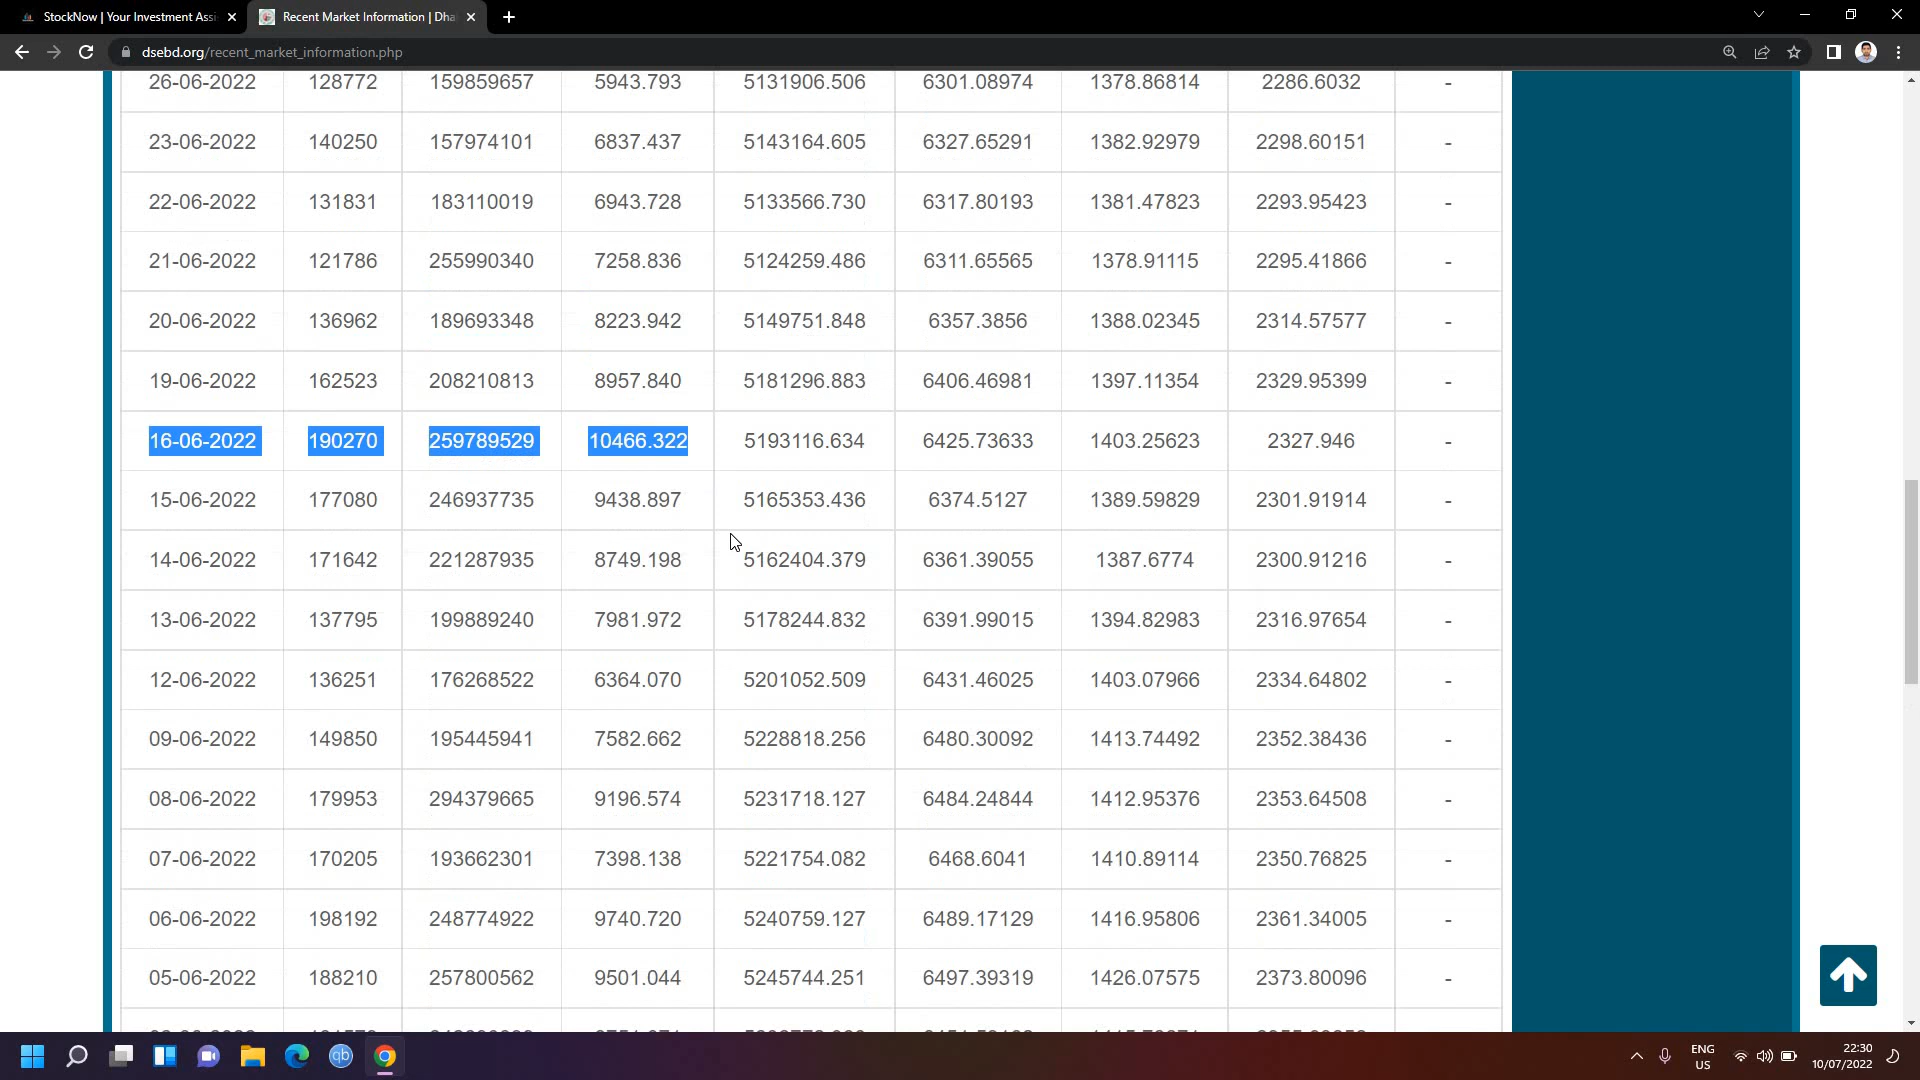 StockNow | Your Investment Assi
Recent Market Information | Dha
dsebd.org/recent_market_information.php
26-06-2022 128772 159859657 5943.793 5131906.506 6301.08974 1378.86814 2286.6032 -
23-06-2022 140250 157974101 6837.437 5143164.605 6327.65291 1382.92979 2298.60151 -
22-06-2022 131831 183110019 6943.728 5133566.730 6317.80193 1381.47823 2293.95423 -
21-06-2022 121786 255990340 7258.836 5124259.486 6311.65565 1378.91115 2295.41866 -
20-06-2022 136962 189693348 8223.942 5149751.848 6357.3856 1388.02345 2314.57577 -
19-06-2022 162523 208210813 8957.840 5181296.883 6406.46981 1397.11354 2329.95399 -
16-06-2022 190270 259789529 10466.322 5193116.634 6425.73633 1403.25623 2327.946 -
15-06-2022 177080 246937735 9438.897 5165353.436 6374.5127 1389.59829 2301.91914 -
14-06-2022 171642 221287935 8749.198 5162404.379 6361.39055 1387.6774 2300.91216 -
13-06-2022 137795 199889240 7981.972 5178244.832 6391.99015 1394.82983 2316.97654 -
12-06-2022 136251 176268522 6364.070 5201052.509 6431.46025 1403.07966 2334.64802 -
09-06-2022 149850 195445941 7582.662 5228818.256 6480.30092 1413.74492 2352.38436 -
08-06-2022 179953 294379665 9196.574 5231718.127 6484.24844 1412.95376 2353.64508 -
07-06-2022 170205 193662301 7398.138 5221754.082 6468.6041 1410.89114 2350.76825 -
06-06-2022 198192 248774922 9740.720 5240759.127 6489.17129 1416.95806 2361.34005 -
05-06-2022 188210 257800562 9501.044 5245744.251 6497.39319 1426.07575 2373.80096 -
qb
ENG
US
22:30
10/07/2022